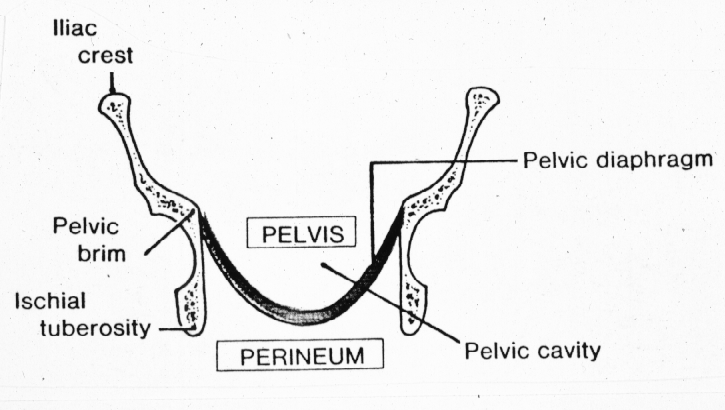 Iliac
crest
Pelvic diaphragm
PELVIS
Pelvic
brim
Ischial
tuberosity
PERINEUM
Pelvic cavity